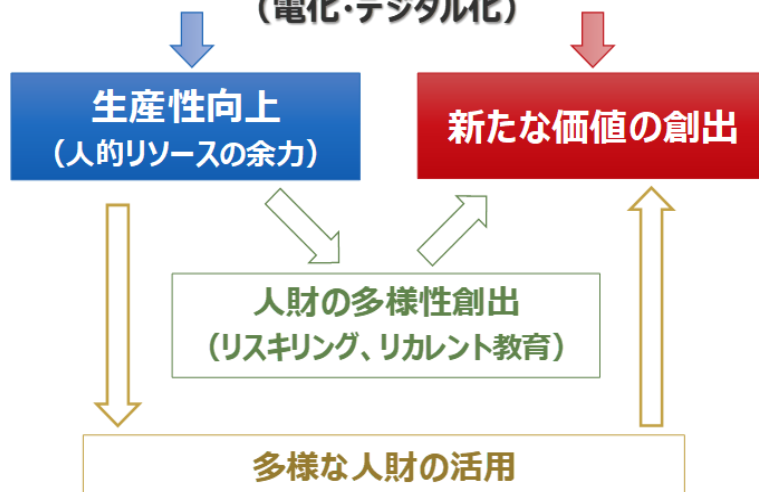 （電化・デジタル化）
生産性向上
（人的リソースの余力）
新たな価値の創出
人財の多様性創出
（リスキリング、リカレント教育）
多様な人財の活用